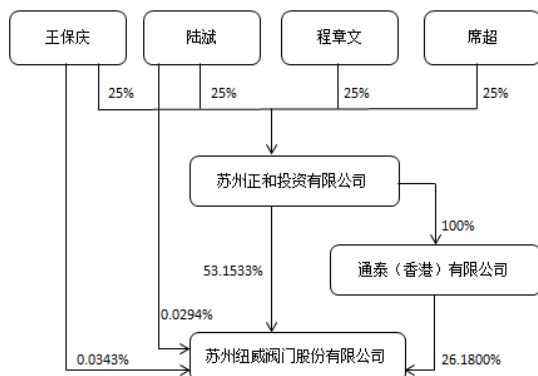 王保庆
陆斌
程章文
席超
25%
25%
25%
25%
苏州正和投资有限公司
100%
53.1533%
通泰（香港）有限公司
0.0294%
苏州纽威阀门股份有限公司
0.0343%
26.1800%